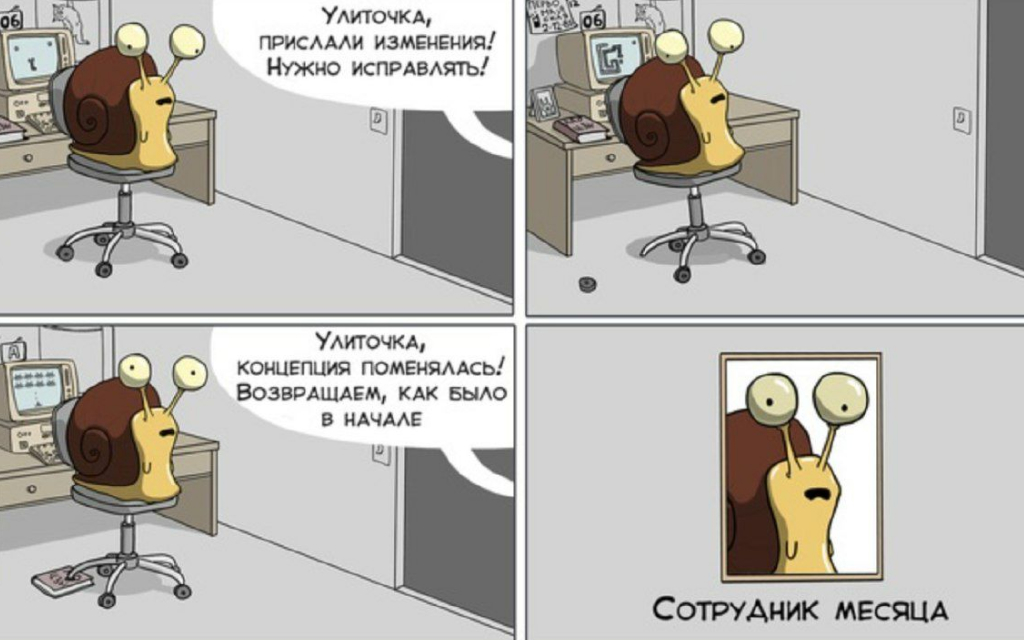 06
Улиточка,
прислали изменения!
Нужно исправлять!
06
Улиточка,
концепция поменялась!
Возвращаем, как было
в начале
A
Сотрудник месяца